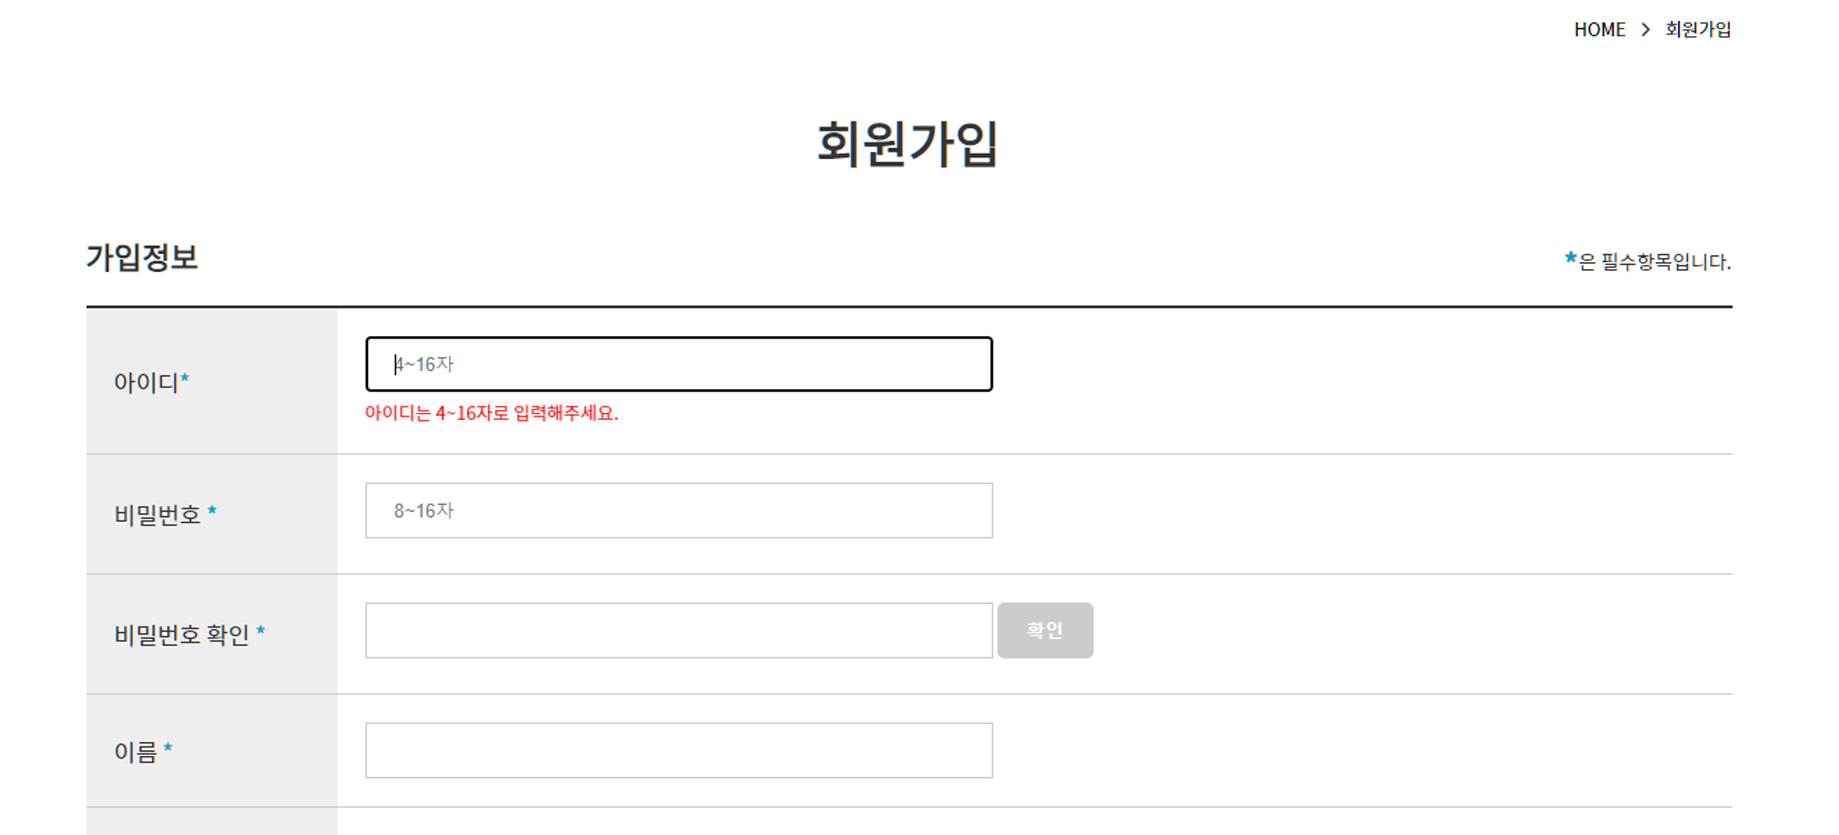 HOME > 회원가입
회원가입
가입정보
*은 필수항목입니다.
아이디*
4~16자
아이디는 4~16자로 입력해주세요.
비밀번호 *
8~16자
비밀번호 확인 *
확인
이름 *